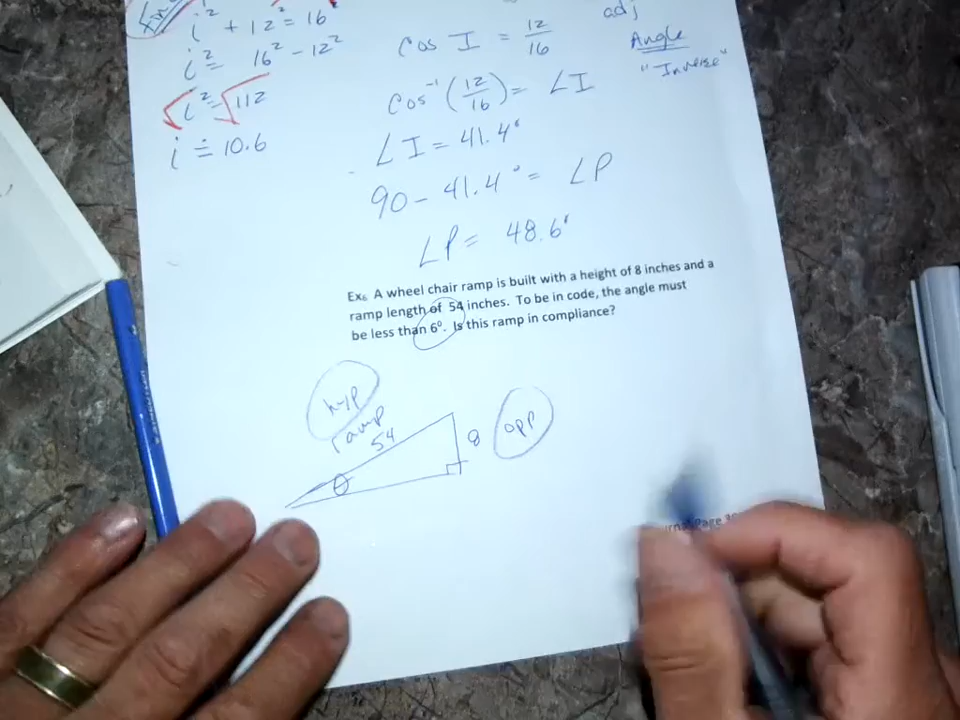 i² + 12² = 16
i² = 16² - 12²
√i² = √112
i ≐ 10.6
adj
Cos I = 12/16
Angle
"Inverse"
Cos⁻¹(12/16) = ∠I
∠I = 41.4°
90 - 41.4° = ∠P
∠P = 48.6°
Ex. A wheel chair ramp is built with a height of 8 inches and a
ramp length of 54 inches. To be in code, the angle must
be less than 6°. Is this ramp in compliance?
hyp
ramp
54
8
opp
θ
Page